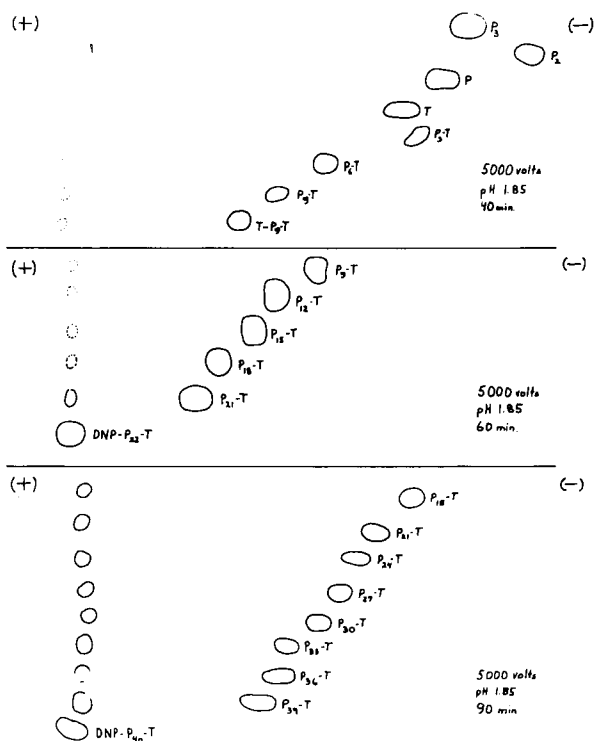 (+) (−)
P₃
P₂
P
T
P₃-T
P₆-T
P₉-T
T-P₉-T
5000 volts
pH 1.85
40 min.
(+) (−)
P₉-T
P₁₂-T
P₁₅-T
P₁₈-T
P₂₁-T
DNP-P₂₂-T
5000 volts
pH 1.85
60 min.
(+) (−)
P₁₈-T
P₂₁-T
P₂₄-T
P₂₇-T
P₃₀-T
P₃₃-T
P₃₆-T
P₃₉-T
DNP-P₄₀-T
5000 volts
pH 1.85
90 min